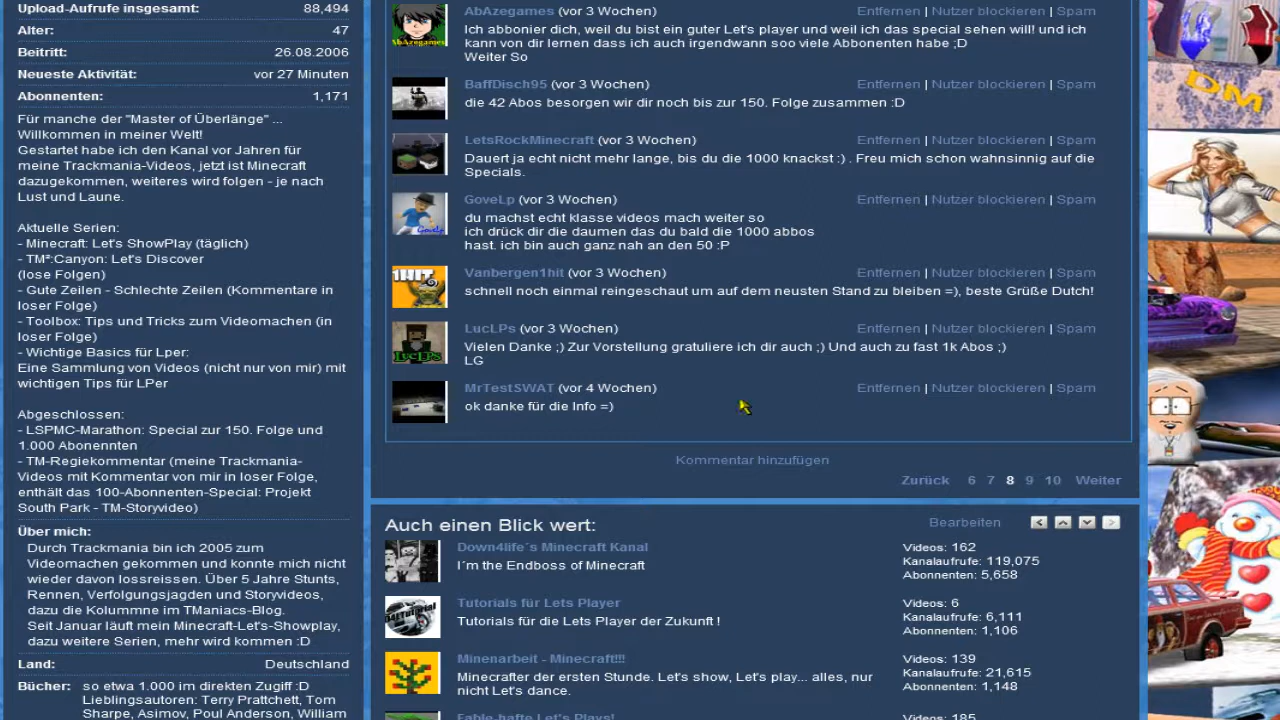 Upload-Aufrufe insgesamt: 88,494
Alter: 47
Beitritt: 26.08.2006
Neueste Aktivität: vor 27 Minuten
Abonnenten: 1,171
Für manche der "Master of Überlänge" ...
Willkommen in meiner Welt!
Gestartet habe ich den Kanal vor Jahren für
meine Trackmania-Videos, jetzt ist Minecraft
dazugekommen, weiteres wird folgen - je nach
Lust und Laune.
Aktuelle Serien:
- Minecraft: Let's ShowPlay (täglich)
- TM²:Canyon: Let's Discover
(lose Folgen)
- Gute Zeilen - Schlechte Zeilen (Kommentare in
loser Folge)
- Toolbox: Tips und Tricks zum Videomachen (in
loser Folge)
- Wichtige Basics für Lper:
Eine Sammlung von Videos (nicht nur von mir) mit
wichtigen Tips für LPer
Abgeschlossen:
- LSPMC-Marathon: Special zur 150. Folge und
1.000 Abonennten
- TM-Regiekommentar (meine Trackmania-
Videos mit Kommentar von mir in loser Folge,
enthält das 100-Abonnenten-Special: Projekt
South Park - TM-Storyvideo)
Über mich:
Durch Trackmania bin ich 2005 zum
Videomachen gekommen und konnte mich nicht
wieder davon lossreissen. Über 5 Jahre Stunts,
Rennen, Verfolgungsjagden und Storyvideos,
dazu die Kolummne im TManiacs-Blog.
Seit Januar läuft mein Minecraft-Let's-Showplay,
dazu weitere Serien, mehr wird kommen :D
Land: Deutschland
Bücher: so etwa 1.000 im direkten Zugiff :D
Lieblingsautoren: Terry Prattchett, Tom
Sharpe, Asimov, Poul Anderson, William
AbAzegames (vor 3 Wochen) Entfernen | Nutzer blockieren | Spam
Ich abbonier dich, weil du bist ein guter Let's player und weil ich das special sehen will! und ich
kann von dir lernen dass ich auch irgendwann soo viele Abbonenten habe ;D
Weiter So
BaffDisch95 (vor 3 Wochen) Entfernen | Nutzer blockieren | Spam
die 42 Abos besorgen wir dir noch bis zur 150. Folge zusammen :D
LetsRockMinecraft (vor 3 Wochen) Entfernen | Nutzer blockieren | Spam
Dauert ja echt nicht mehr lange, bis du die 1000 knackst :) . Freu mich schon wahnsinnig auf die
Specials.
GoveLp (vor 3 Wochen) Entfernen | Nutzer blockieren | Spam
du machst echt klasse videos mach weiter so
ich drück dir die daumen das du bald die 1000 abbos
hast. ich bin auch ganz nah an den 50 :P
Vanbergen1hit (vor 3 Wochen) Entfernen | Nutzer blockieren | Spam
schnell noch einmal reingeschaut um auf dem neusten Stand zu bleiben =), beste Grüße Dutch!
LucLPs (vor 3 Wochen) Entfernen | Nutzer blockieren | Spam
Vielen Danke ;) Zur Vorstellung gratuliere ich dir auch ;) Und auch zu fast 1k Abos ;)
LG
MrTestSWAT (vor 4 Wochen) Entfernen | Nutzer blockieren | Spam
ok danke für die Info =)
AbAzegames
GoveLp
1HIT
LucLPs
Kommentar hinzufügen
Zurück 6 7 8 9 10 Weiter
Auch einen Blick wert: Bearbeiten
Down4life´s Minecraft Kanal
I´m the Endboss of Minecraft
Videos: 162
Kanalaufrufe: 119,075
Abonnenten: 5,658
Tutorials für Lets Player
Tutorials für die Lets Player der Zukunft !
Videos: 6
Kanalaufrufe: 6,111
Abonnenten: 1,106
Minenarbeit - Minecraft!!!
Minecrafter der ersten Stunde. Let's show, Let's play... alles, nur
nicht Let's dance.
Videos: 139
Kanalaufrufe: 21,615
Abonnenten: 1,148
Fable-hafte Let's Plays!
Videos: 185
DM